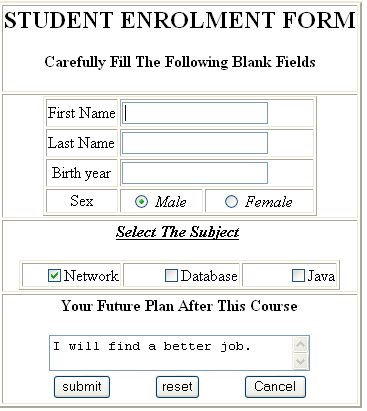 STUDENT ENROLMENT FORM
Carefully Fill The Following Blank Fields
First Name
Last Name
Birth year
Sex Male Female
Select The Subject
Network Database Java
Your Future Plan After This Course
I will find a better job.
submit reset Cancel